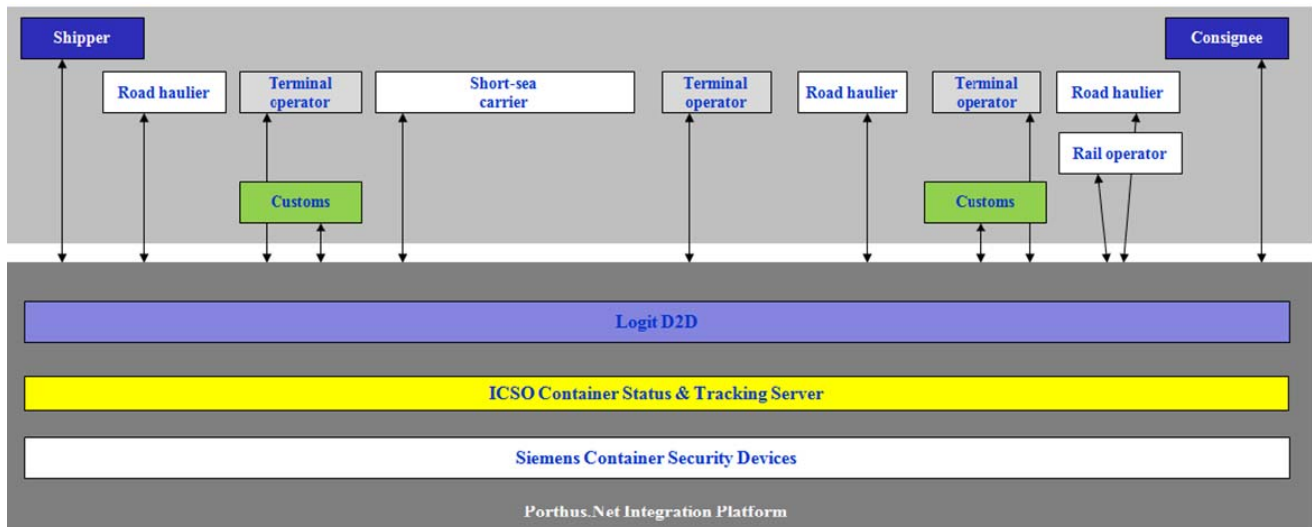 Shipper
Consignee
Road haulier
Terminal
operator
Short-sea
carrier
Terminal
operator
Road haulier
Terminal
operator
Road haulier
Rail operator
Customs
Customs
Logit D2D
ICSO Container Status & Tracking Server
Siemens Container Security Devices
Porthus.Net Integration Platform